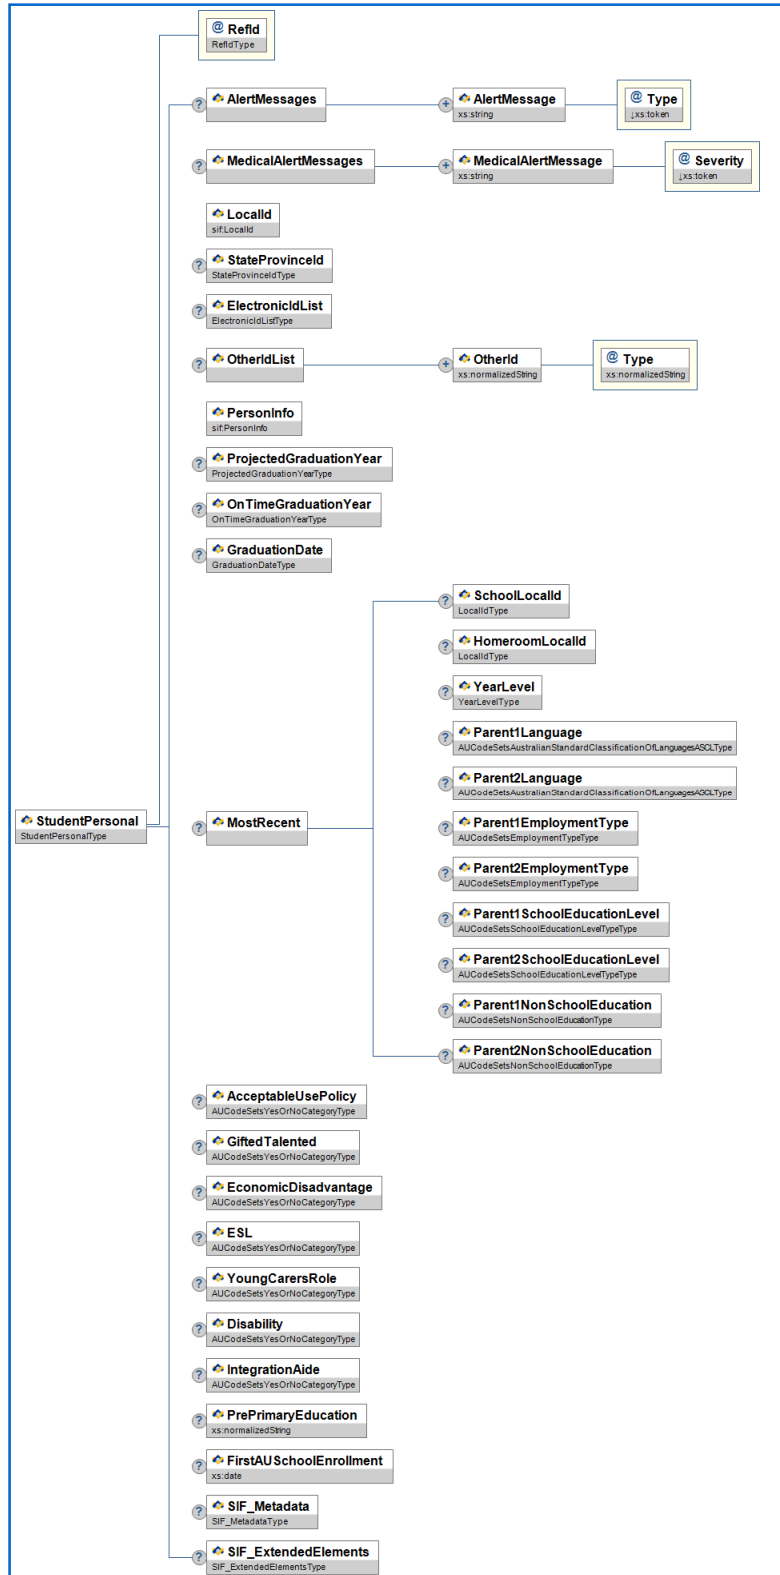 @ RefId
RefIdType
? AlertMessages
+ AlertMessage
xs:string
@ Type
↓xs:token
? MedicalAlertMessages
+ MedicalAlertMessage
xs:string
@ Severity
↓xs:token
LocalId
sif:LocalId
? StateProvinceId
StateProvinceIdType
? ElectronicIdList
ElectronicIdListType
? OtherIdList
+ OtherId
xs:normalizedString
@ Type
xs:normalizedString
PersonInfo
sif:PersonInfo
? ProjectedGraduationYear
ProjectedGraduationYearType
? OnTimeGraduationYear
OnTimeGraduationYearType
? GraduationDate
GraduationDateType
StudentPersonal
StudentPersonalType
? MostRecent
? SchoolLocalId
LocalIdType
? HomeroomLocalId
LocalIdType
? YearLevel
YearLevelType
? Parent1Language
AUCodeSetsAustralianStandardClassificationOfLanguagesASCLType
? Parent2Language
AUCodeSetsAustralianStandardClassificationOfLanguagesASCLType
? Parent1EmploymentType
AUCodeSetsEmploymentTypeType
? Parent2EmploymentType
AUCodeSetsEmploymentTypeType
? Parent1SchoolEducationLevel
AUCodeSetsSchoolEducationLevelTypeType
? Parent2SchoolEducationLevel
AUCodeSetsSchoolEducationLevelTypeType
? Parent1NonSchoolEducation
AUCodeSetsNonSchoolEducationType
? Parent2NonSchoolEducation
AUCodeSetsNonSchoolEducationType
? AcceptableUsePolicy
AUCodeSetsYesOrNoCategoryType
? GiftedTalented
AUCodeSetsYesOrNoCategoryType
? EconomicDisadvantage
AUCodeSetsYesOrNoCategoryType
? ESL
AUCodeSetsYesOrNoCategoryType
? YoungCarersRole
AUCodeSetsYesOrNoCategoryType
? Disability
AUCodeSetsYesOrNoCategoryType
? IntegrationAide
AUCodeSetsYesOrNoCategoryType
? PrePrimaryEducation
xs:normalizedString
? FirstAUSchoolEnrollment
xs:date
? SIF_Metadata
SIF_MetadataType
? SIF_ExtendedElements
SIF_ExtendedElementsType